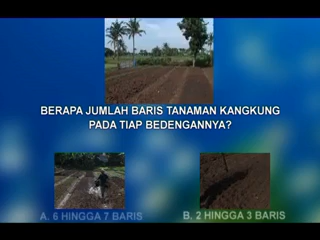 BERAPA JUMLAH BARIS TANAMAN KANGKUNG
PADA TIAP BEDENGANNYA?
A. 6 HINGGA 7 BARIS
B. 2 HINGGA 3 BARIS